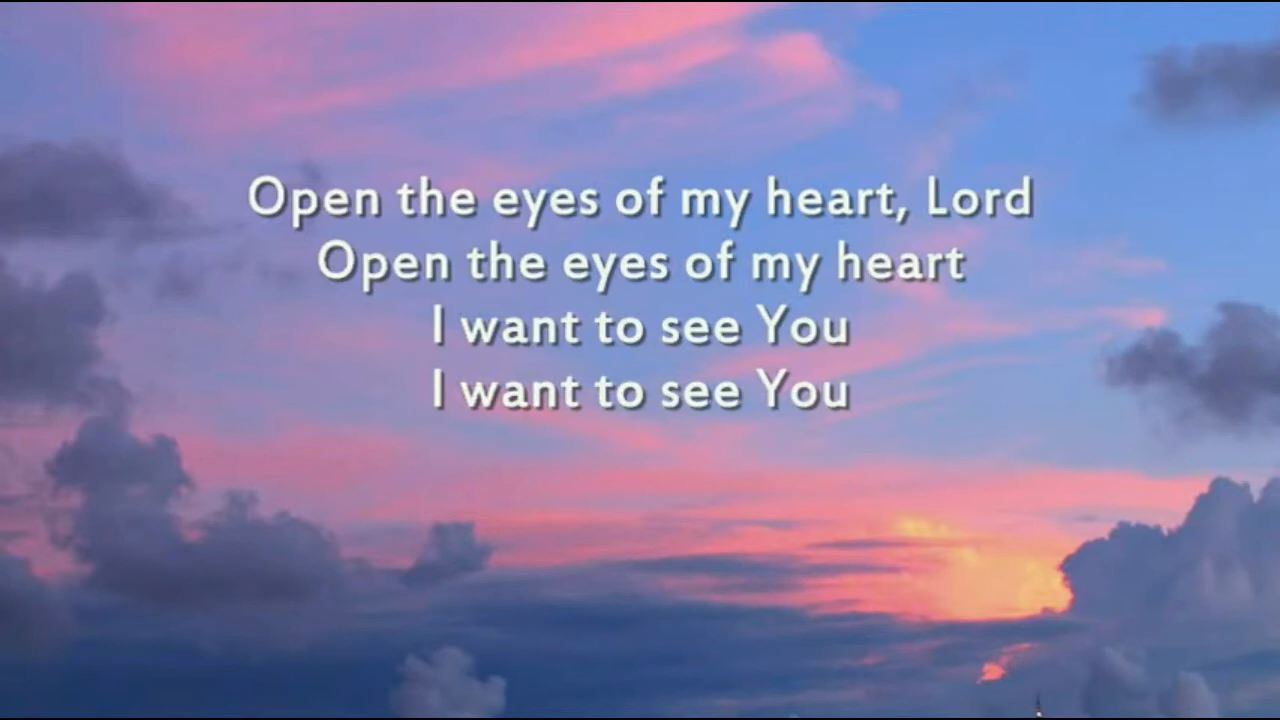 Open the eyes of my heart, Lord
Open the eyes of my heart
I want to see You
I want to see You